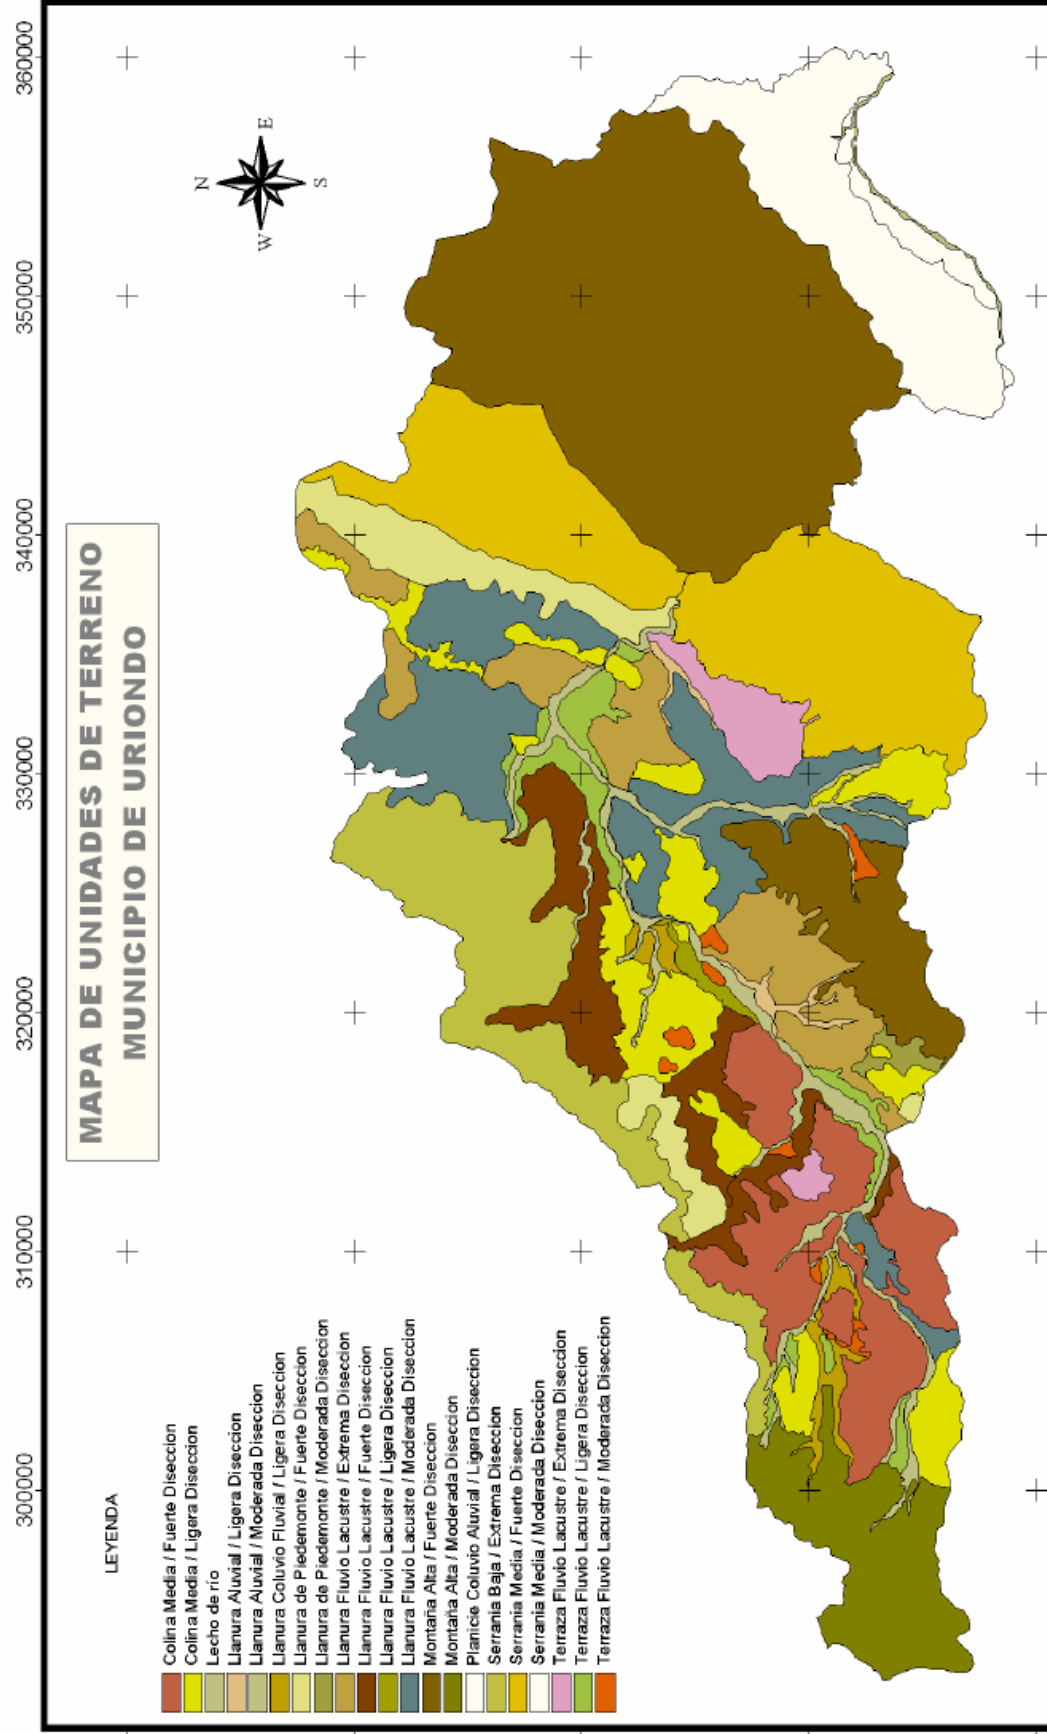 MAPA DE UNIDADES DE TERRENO
MUNICIPIO DE URIONDO
N
W
E
S
300000
310000
320000
330000
340000
350000
360000
LEYENDA
Colina Media / Fuerte Diseccion
Colina Media / Ligera Diseccion
Lecho de río
Llanura Aluvial / Ligera Diseccion
Llanura Aluvial / Moderada Diseccion
Llanura Coluvio Fluvial / Ligera Diseccion
Llanura de Piedemonte / Fuerte Diseccion
Llanura de Piedemonte / Moderada Diseccion
Llanura Fluvio Lacustre / Extrema Diseccion
Llanura Fluvio Lacustre / Fuerte Diseccion
Llanura Fluvio Lacustre / Ligera Diseccion
Llanura Fluvio Lacustre / Moderada Diseccion
Montaña Alta / Fuerte Diseccion
Montaña Alta / Moderada Diseccion
Planicie Coluvio Aluvial / Ligera Diseccion
Serrania Baja / Extrema Diseccion
Serrania Media / Fuerte Diseccion
Serrania Media / Moderada Diseccion
Terraza Fluvio Lacustre / Extrema Diseccion
Terraza Fluvio Lacustre / Ligera Diseccion
Terraza Fluvio Lacustre / Moderada Diseccion